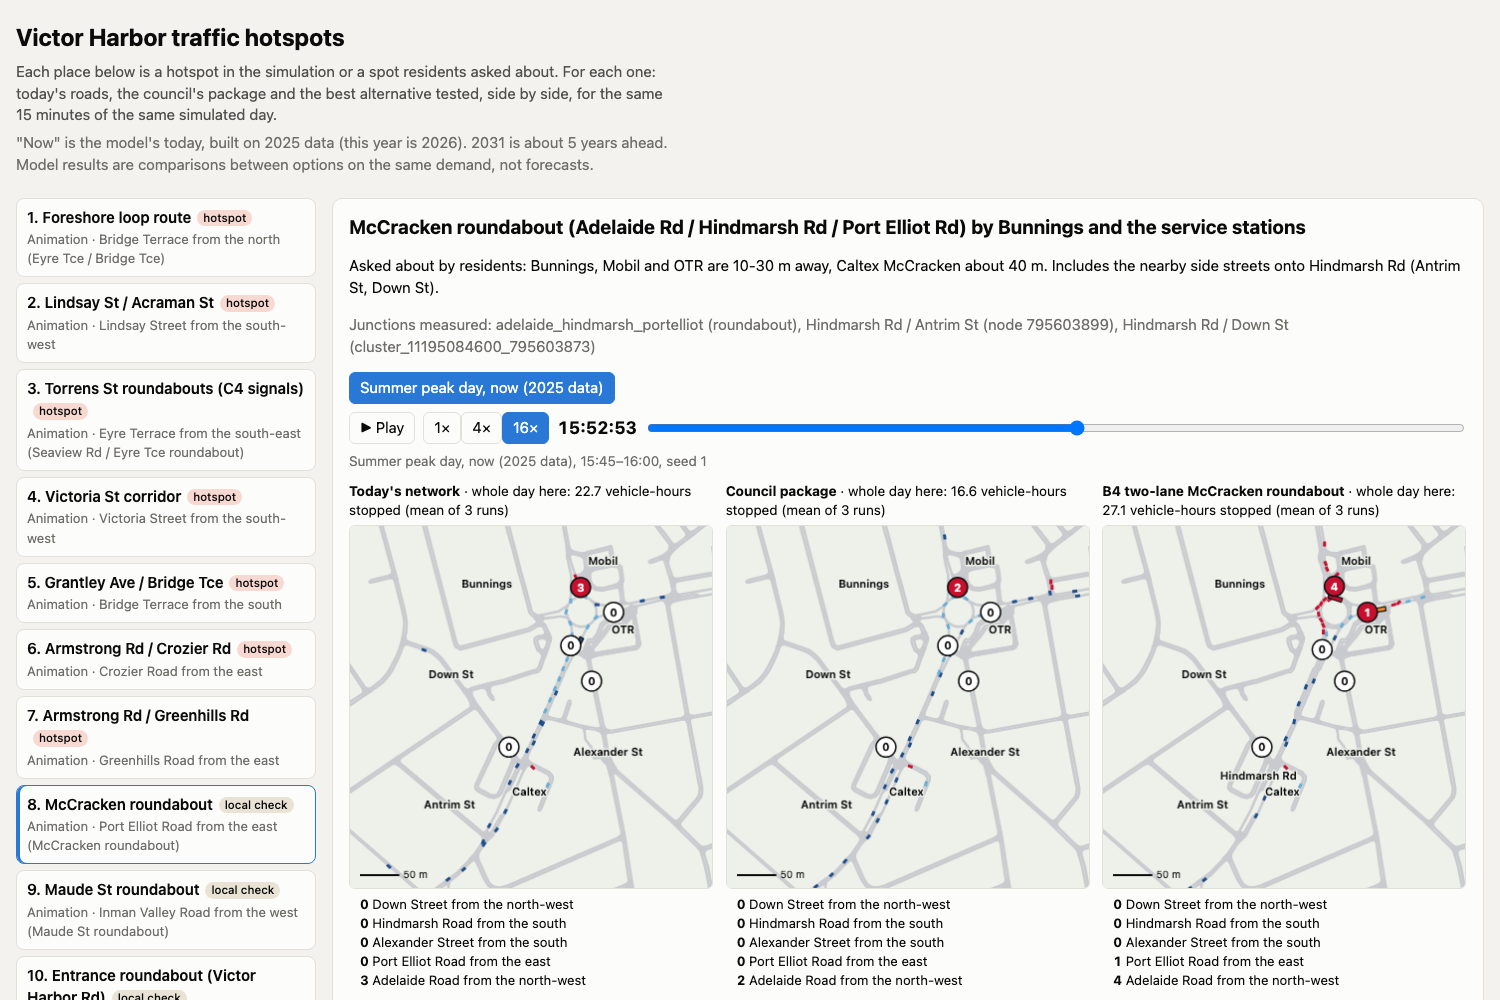 Victor Harbor traffic hotspots
Each place below is a hotspot in the simulation or a spot residents asked about. For each one:
today's roads, the council's package and the best alternative tested, side by side, for the same
15 minutes of the same simulated day.
"Now" is the model's today, built on 2025 data (this year is 2026). 2031 is about 5 years ahead.
Model results are comparisons between options on the same demand, not forecasts.
1. Foreshore loop route hotspot
Animation · Bridge Terrace from the north
(Eyre Tce / Bridge Tce)
2. Lindsay St / Acraman St hotspot
Animation · Lindsay Street from the south-
west
3. Torrens St roundabouts (C4 signals)
hotspot
Animation · Eyre Terrace from the south-east
(Seaview Rd / Eyre Tce roundabout)
4. Victoria St corridor hotspot
Animation · Victoria Street from the south-
west
5. Grantley Ave / Bridge Tce hotspot
Animation · Bridge Terrace from the south
6. Armstrong Rd / Crozier Rd hotspot
Animation · Crozier Road from the east
7. Armstrong Rd / Greenhills Rd
hotspot
Animation · Greenhills Road from the east
8. McCracken roundabout local check
Animation · Port Elliot Road from the east
(McCracken roundabout)
9. Maude St roundabout local check
Animation · Inman Valley Road from the west
(Maude St roundabout)
10. Entrance roundabout (Victor
Harbor Rd) local check
McCracken roundabout (Adelaide Rd / Hindmarsh Rd / Port Elliot Rd) by Bunnings and the service stations
Asked about by residents: Bunnings, Mobil and OTR are 10-30 m away, Caltex McCracken about 40 m. Includes the nearby side streets onto Hindmarsh Rd (Antrim
St, Down St).
Junctions measured: adelaide_hindmarsh_portelliot (roundabout), Hindmarsh Rd / Antrim St (node 795603899), Hindmarsh Rd / Down St
(cluster_11195084600_795603873)
Summer peak day, now (2025 data)
▶ Play 1× 4× 16× 15:52:53
Summer peak day, now (2025 data), 15:45–16:00, seed 1
Today's network · whole day here: 22.7 vehicle-hours
stopped (mean of 3 runs)
Mobil
Bunnings
3
0
OTR
0
Down St
0
0
Alexander St
Caltex
Antrim St
50 m
0 Down Street from the north-west
0 Hindmarsh Road from the south
0 Alexander Street from the south
0 Port Elliot Road from the east
3 Adelaide Road from the north-west
Council package · whole day here: 16.6 vehicle-hours
stopped (mean of 3 runs)
Mobil
Bunnings
2
0
OTR
0
Down St
0
0
Alexander St
Caltex
Antrim St
50 m
0 Down Street from the north-west
0 Hindmarsh Road from the south
0 Alexander Street from the south
0 Port Elliot Road from the east
2 Adelaide Road from the north-west
B4 two-lane McCracken roundabout · whole day here:
27.1 vehicle-hours stopped (mean of 3 runs)
Mobil
Bunnings
4
1
OTR
0
Down St
0
0
Alexander St
Hindmarsh Rd
Caltex
Antrim St
50 m
0 Down Street from the north-west
0 Hindmarsh Road from the south
0 Alexander Street from the south
1 Port Elliot Road from the east
4 Adelaide Road from the north-west